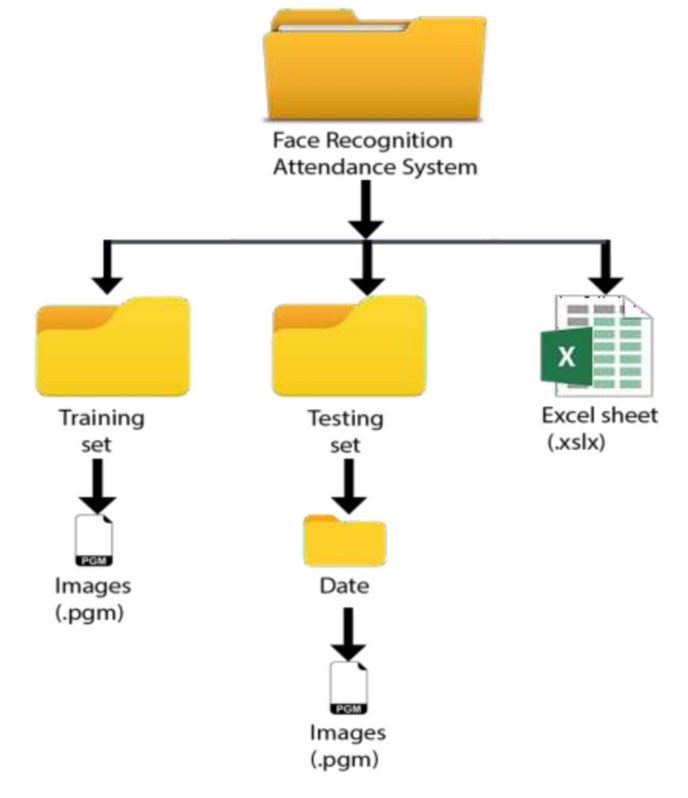 Face Recognition
Attendance System
Training
set
Testing
set
X
Excel sheet
(.xslx)
PGM
Images
(.pgm)
Date
PGM
Images
(.pgm)